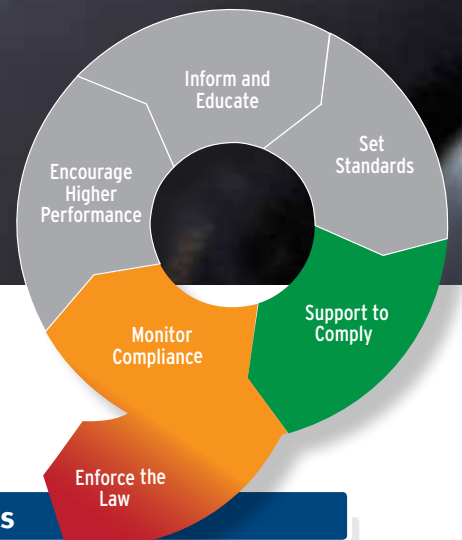 Inform and
Educate
Set
Standards
Encourage
Higher
Performance
Support to
Comply
Monitor
Compliance
Enforce the
Law
s